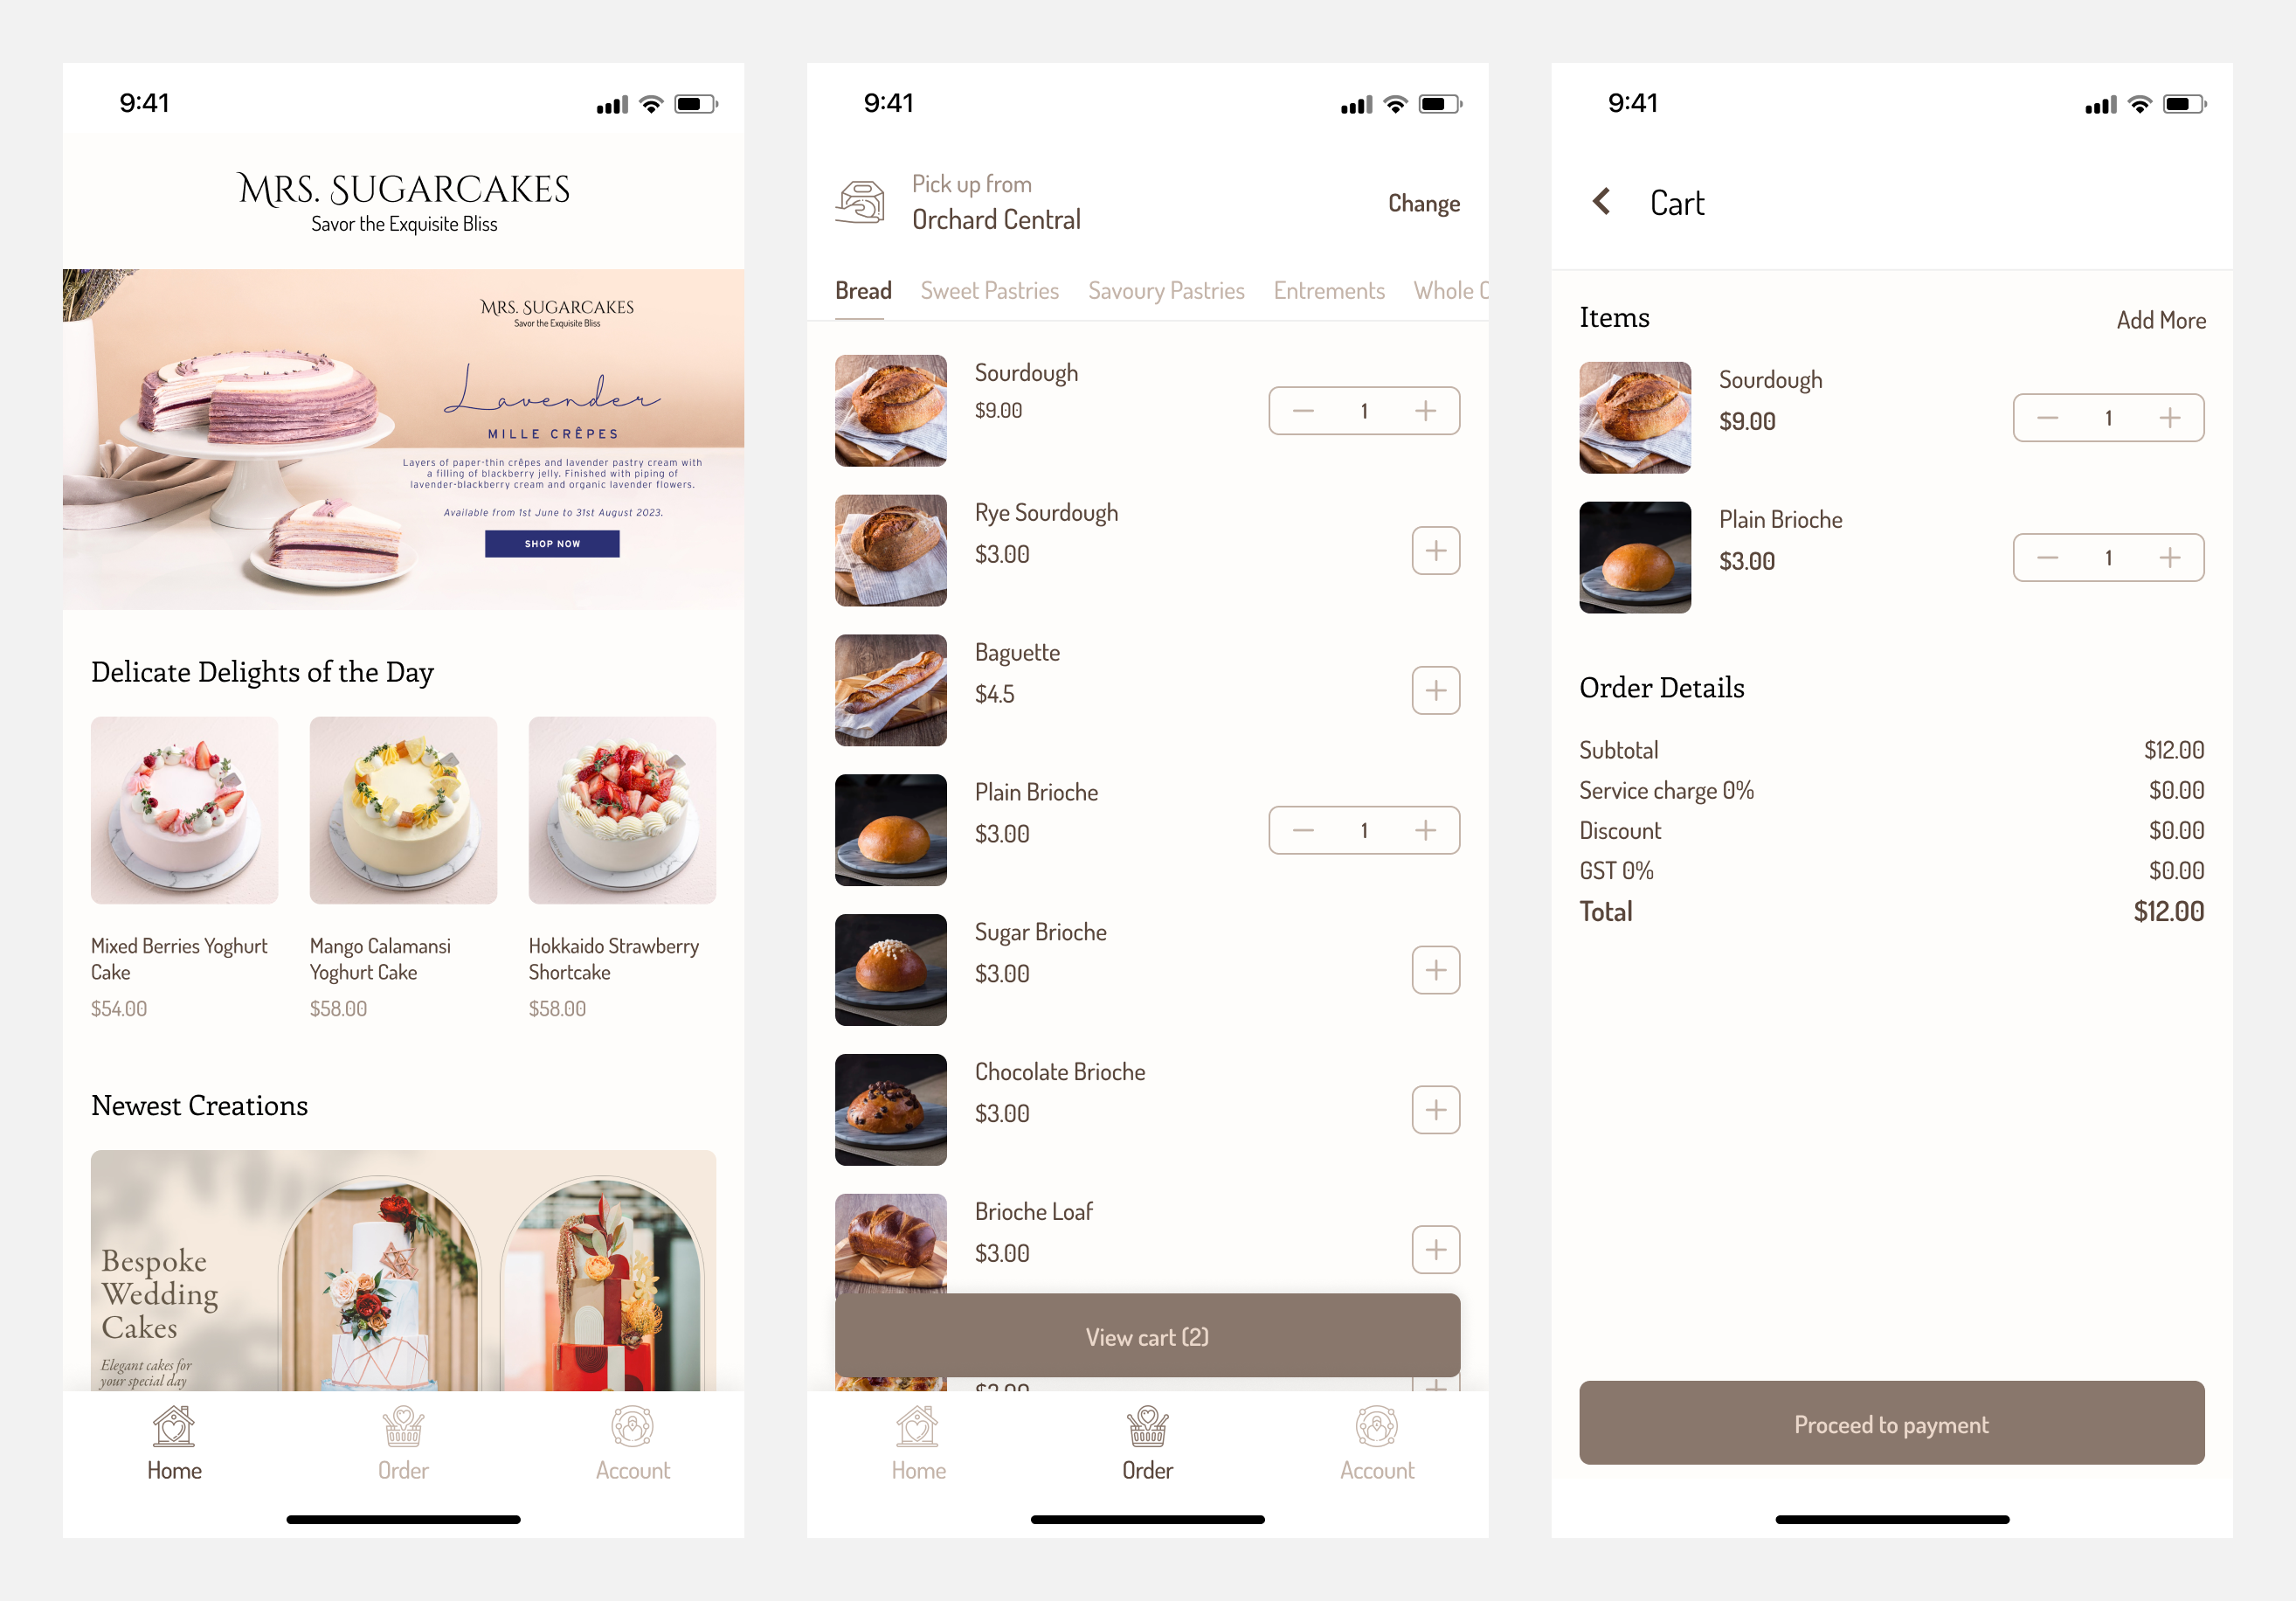 9:41
MRS. SUGARCAKES
Savor the Exquisite Bliss
MRS. SUGARCAKES
Savor the Exquisite Bliss
Lavender
MILLE CRÊPES
Layers of paper-thin crêpes and lavender pastry cream with
a filling of blackberry jelly. Finished with piping of
lavender-blackberry cream and organic lavender flowers.
Available from 1st June to 31st August 2023.
SHOP NOW
Delicate Delights of the Day
Mixed Berries Yoghurt
Cake
$54.00
Mango Calamansi
Yoghurt Cake
$58.00
Hokkaido Strawberry
Shortcake
$58.00
Newest Creations
Bespoke
Wedding
Cakes
Elegant cakes for
your special day
Home
Order
Account
9:41
Pick up from
Orchard Central
Change
Bread
Sweet Pastries
Savoury Pastries
Entrements
Whole C
Sourdough
$9.00
1
Rye Sourdough
$3.00
Baguette
$4.5
Plain Brioche
$3.00
1
Sugar Brioche
$3.00
Chocolate Brioche
$3.00
Brioche Loaf
$3.00
View cart (2)
Home
Order
Account
9:41
Cart
Items
Add More
Sourdough
$9.00
1
Plain Brioche
$3.00
1
Order Details
Subtotal $12.00
Service charge 0% $0.00
Discount $0.00
GST 0% $0.00
Total $12.00
Proceed to payment